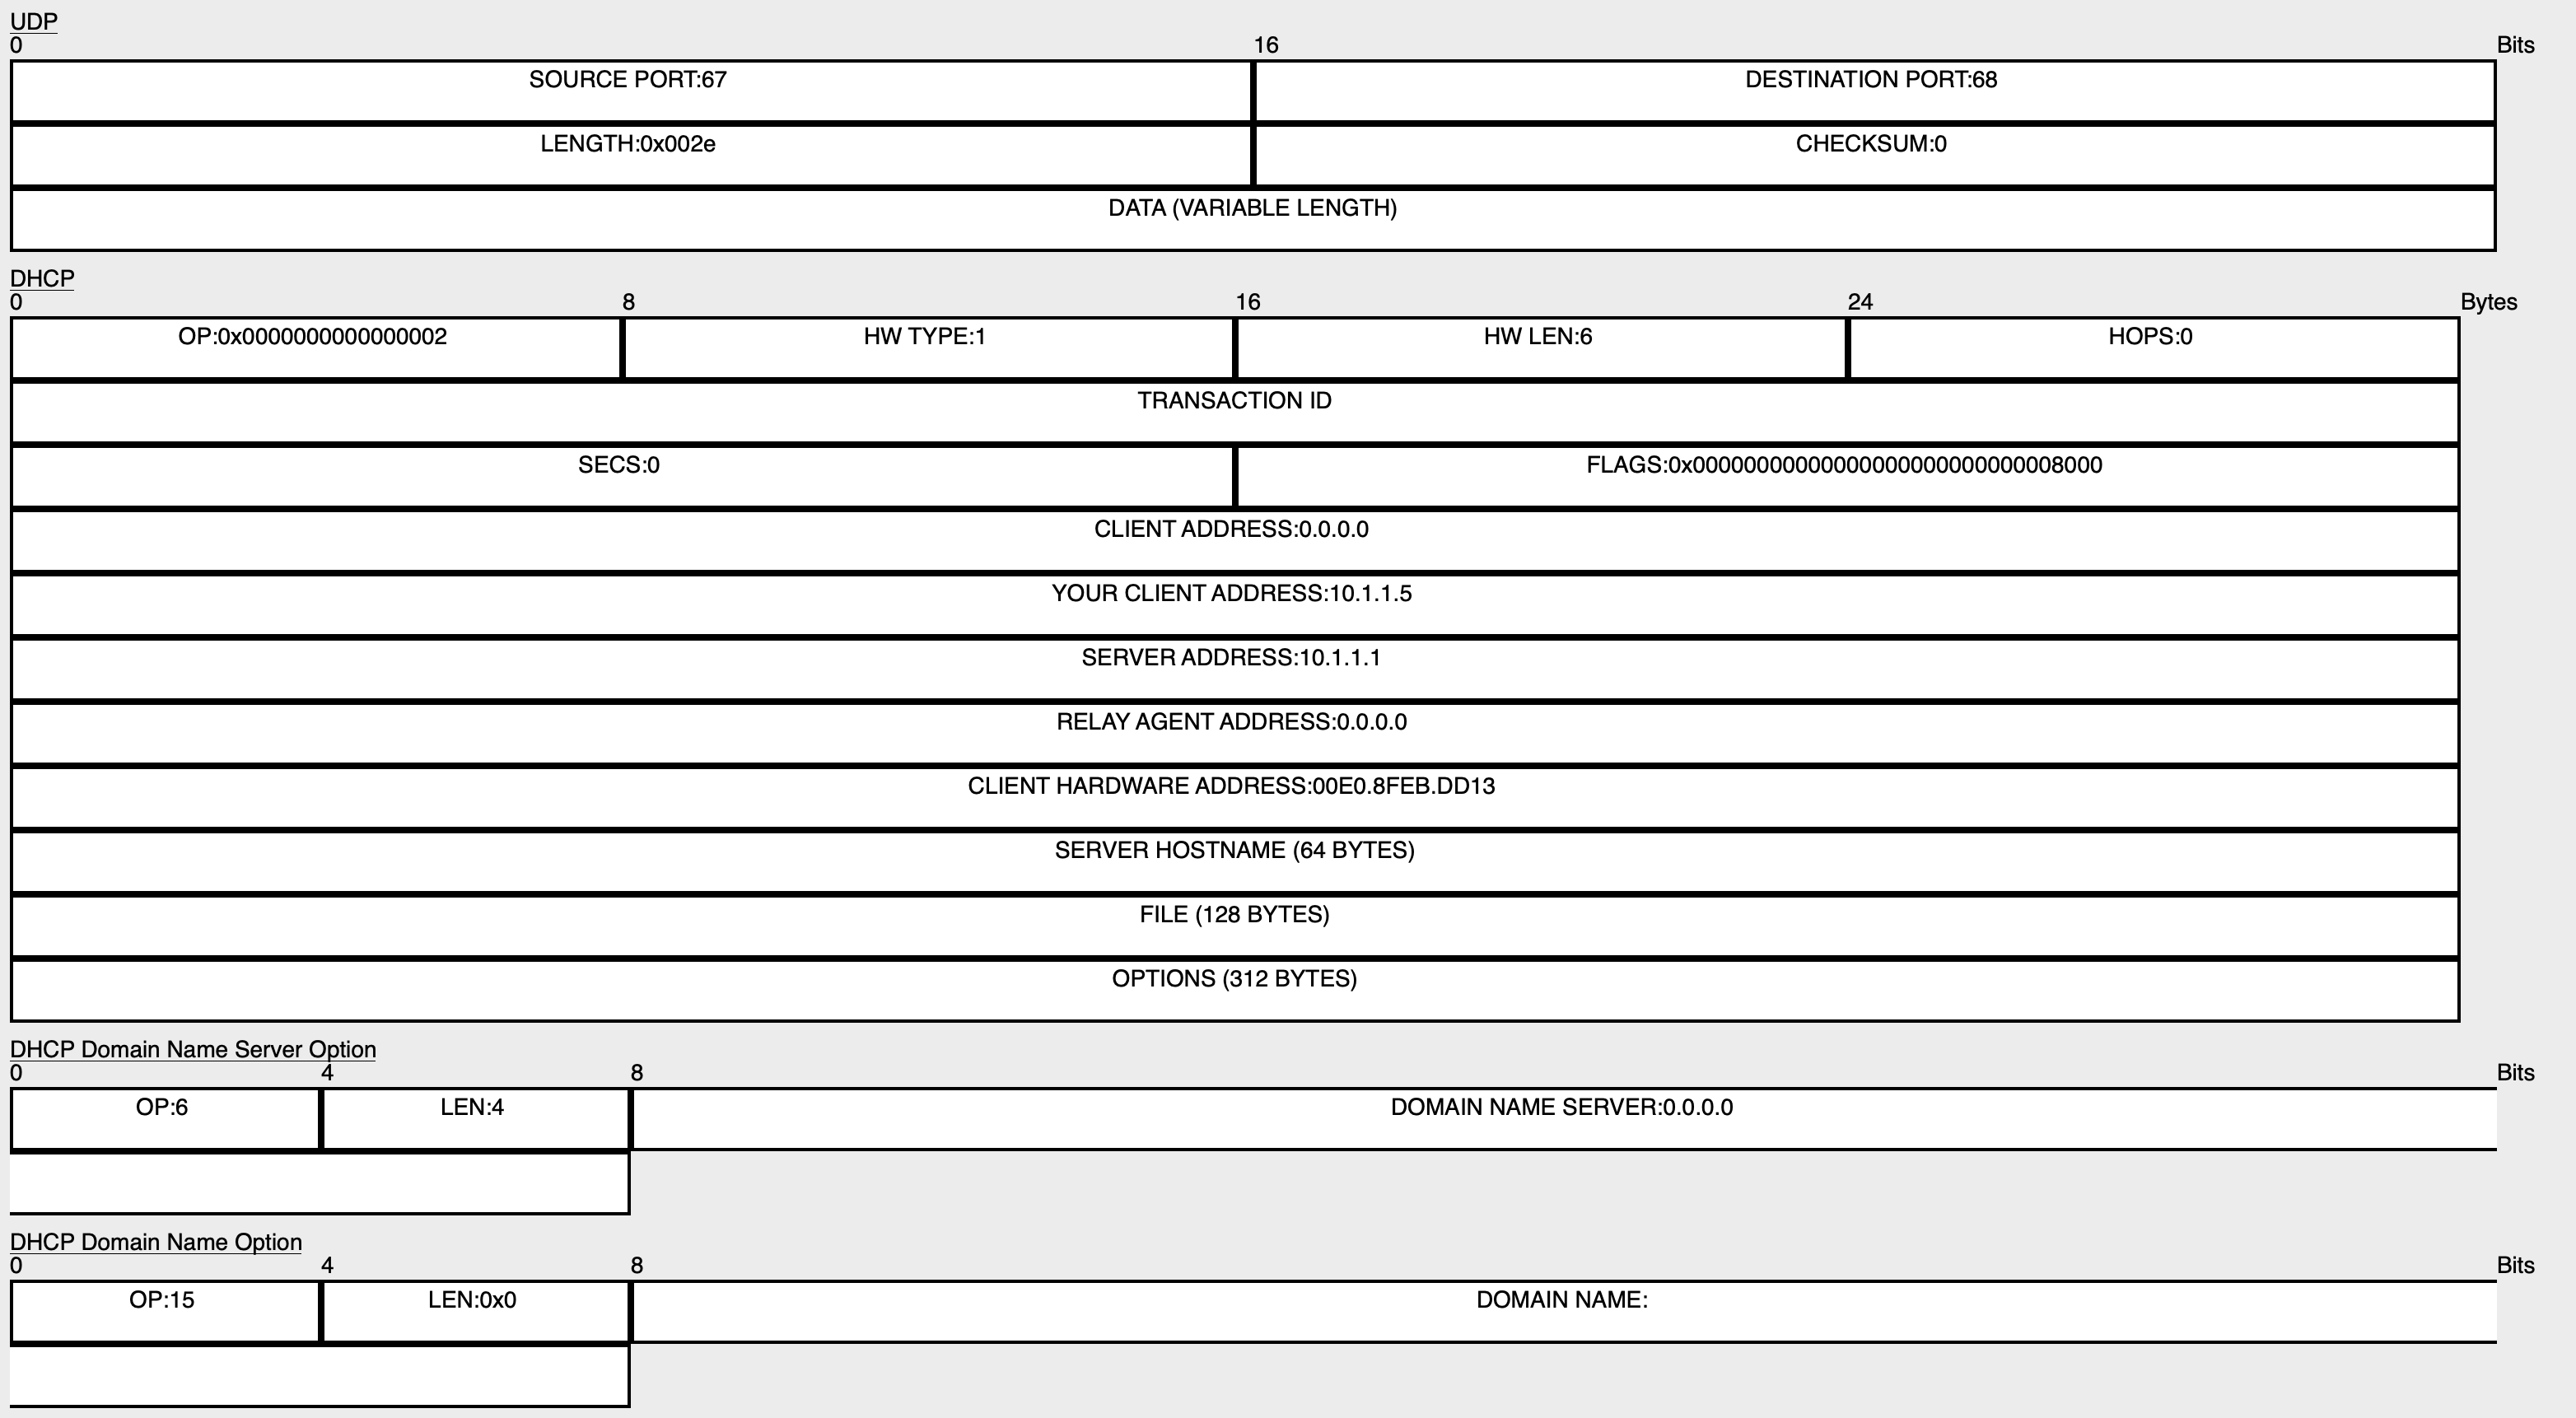 UDP
0 16 Bits
SOURCE PORT:67 DESTINATION PORT:68
LENGTH:0x002e CHECKSUM:0
DATA (VARIABLE LENGTH)
DHCP
0 8 16 24 Bytes
OP:0x0000000000000002 HW TYPE:1 HW LEN:6 HOPS:0
TRANSACTION ID
SECS:0 FLAGS:0x00000000000000000000000000008000
CLIENT ADDRESS:0.0.0.0
YOUR CLIENT ADDRESS:10.1.1.5
SERVER ADDRESS:10.1.1.1
RELAY AGENT ADDRESS:0.0.0.0
CLIENT HARDWARE ADDRESS:00E0.8FEB.DD13
SERVER HOSTNAME (64 BYTES)
FILE (128 BYTES)
OPTIONS (312 BYTES)
DHCP Domain Name Server Option
0 4 8 Bits
OP:6 LEN:4 DOMAIN NAME SERVER:0.0.0.0
DHCP Domain Name Option
0 4 8 Bits
OP:15 LEN:0x0 DOMAIN NAME: